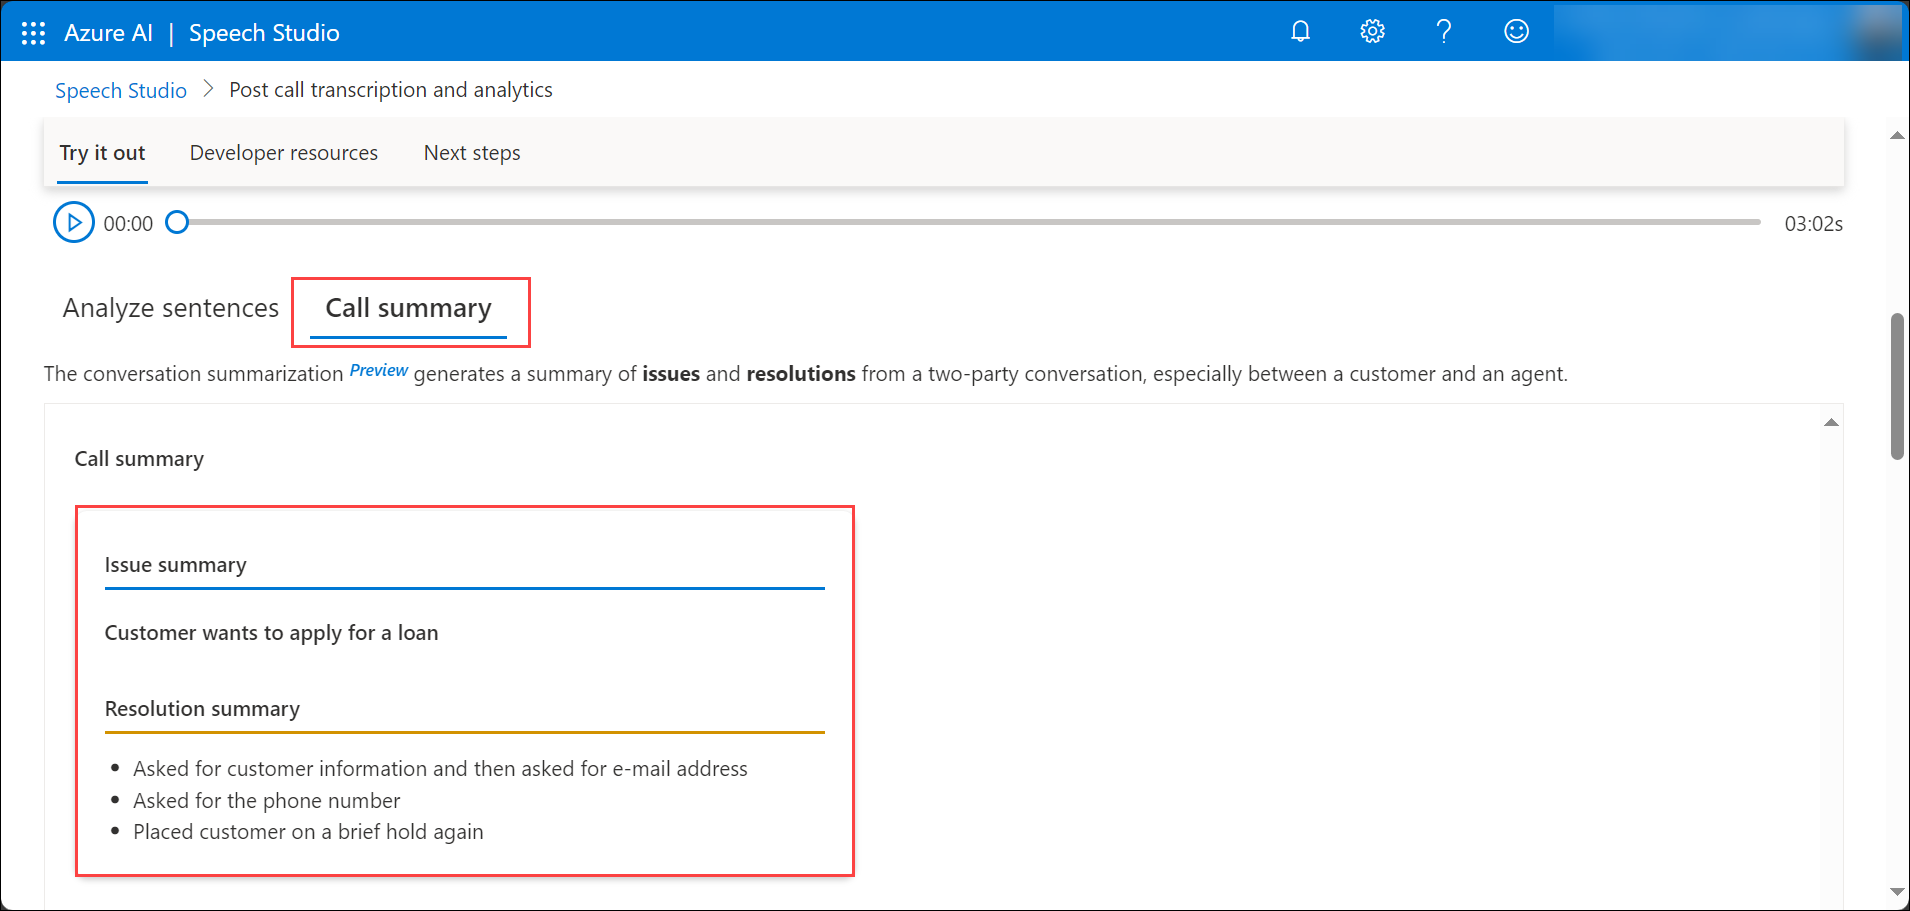 Azure AI | Speech Studio
Speech Studio > Post call transcription and analytics
Try it out Developer resources Next steps
00:00 03:02s
Analyze sentences Call summary
The conversation summarization Preview generates a summary of issues and resolutions from a two-party conversation, especially between a customer and an agent.
Call summary
Issue summary
Customer wants to apply for a loan
Resolution summary
• Asked for customer information and then asked for e-mail address
• Asked for the phone number
• Placed customer on a brief hold again